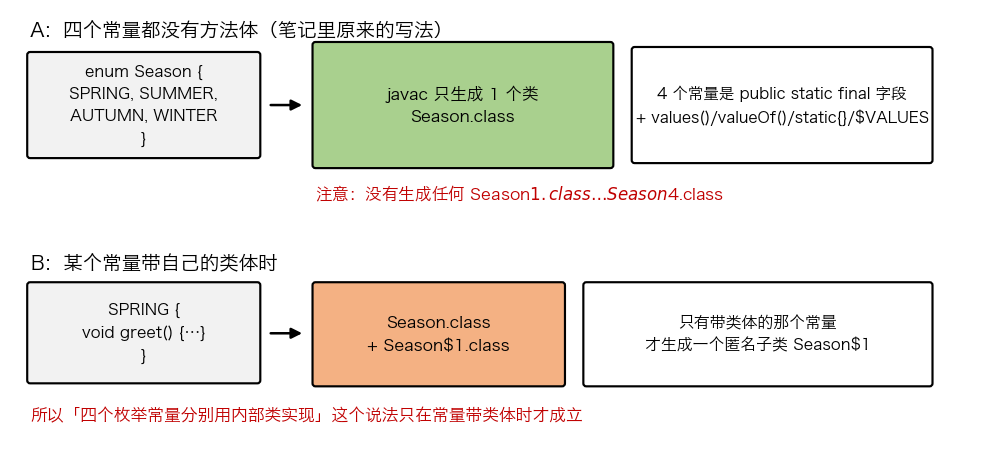 A：四个常量都没有方法体（笔记里原来的写法）
enum Season {
SPRING, SUMMER,
AUTUMN, WINTER
}
javac 只生成 1 个类
Season.class
4 个常量是 public static final 字段
+ values()/valueOf()/static{}/$VALUES
注意：没有生成任何 Season1.class...Season4.class
B：某个常量带自己的类体时
SPRING {
void greet() {…}
}
Season.class
+ Season$1.class
只有带类体的那个常量
才生成一个匿名子类 Season$1
所以「四个枚举常量分别用内部类实现」这个说法只在常量带类体时才成立